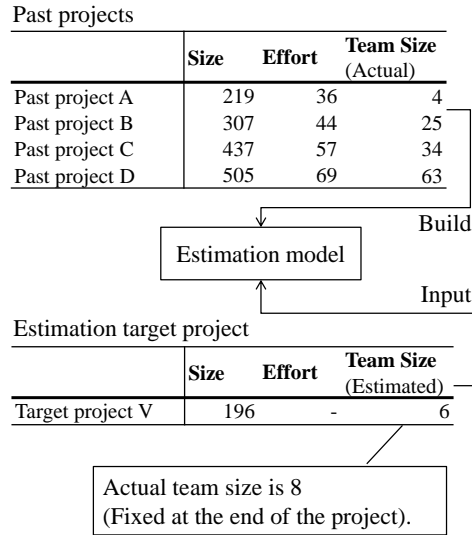 Past projects
Size Effort Team Size
(Actual)
Past project A 219 36 4
Past project B 307 44 25
Past project C 437 57 34
Past project D 505 69 63
Build
Estimation model
Input
Estimation target project
Size Effort Team Size
(Estimated)
Target project V 196 - 6
Actual team size is 8
(Fixed at the end of the project).